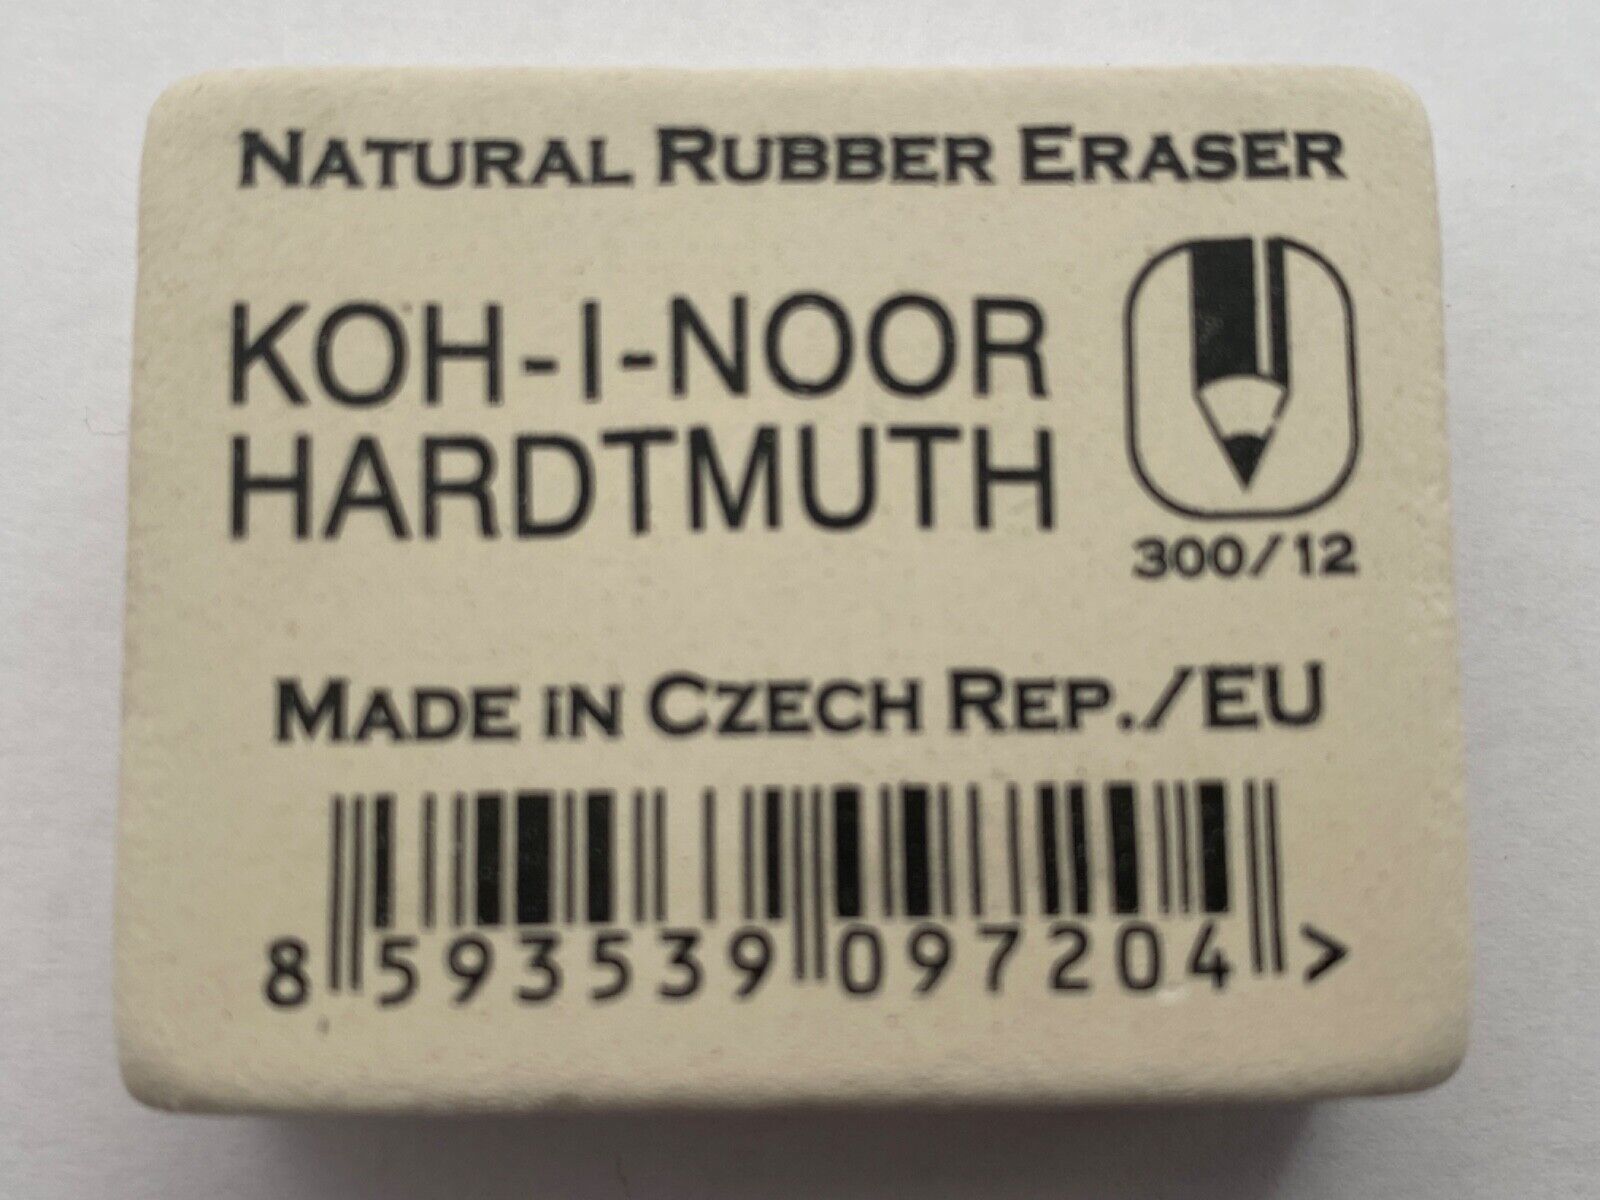 NATURAL RUBBER ERASER
KOH-I-NOOR
HARDTMUTH
300/12
MADE iN CZECH REP./EU
8 593539 097204 >